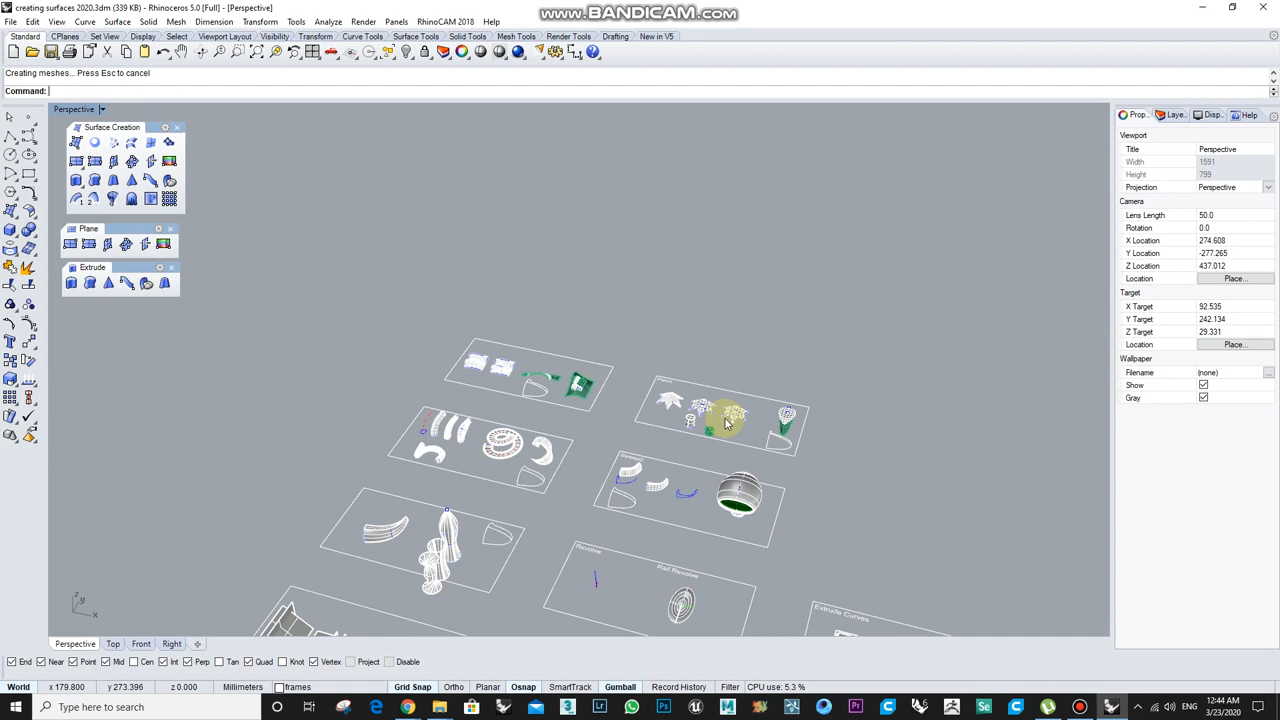 creating surfaces 2020.3dm (339 KB) - Rhinoceros 5.0 [Full] - [Perspective]
www.BANDICAM.com
File Edit View Curve Surface Solid Mesh Dimension Transform Tools Analyze Render Panels RhinoCAM 2018 Help
Standard CPlanes Set View Display Select Viewport Layout Visibility Transform Curve Tools Surface Tools Solid Tools Mesh Tools Render Tools Drafting New in V5
Creating meshes... Press Esc to cancel
Command:
Perspective
Surface Creation
Plane
Extrude
Patch
Sweep2
Revolve
Rail Revolve
Extrude Curves
z
y
x
Prop... Laye... Disp... Help
Viewport
Title Perspective
Width 1591
Height 799
Projection Perspective
Camera
Lens Length 50.0
Rotation 0.0
X Location 274.608
Y Location -277.265
Z Location 437.012
Location Place...
Target
X Target 92.535
Y Target 242.134
Z Target 29.331
Location Place...
Wallpaper
Filename (none) ...
Show
Gray
Perspective Top Front Right
End Near Point Mid Cen Int Perp Tan Quad Knot Vertex Project Disable
World x 179.800 y 273.396 z 0.000 Millimeters frames Grid Snap Ortho Planar Osnap SmartTrack Gumball Record History Filter CPU use: 5.3 %
Type here to search
ENG
12:44 AM
3/23/2020